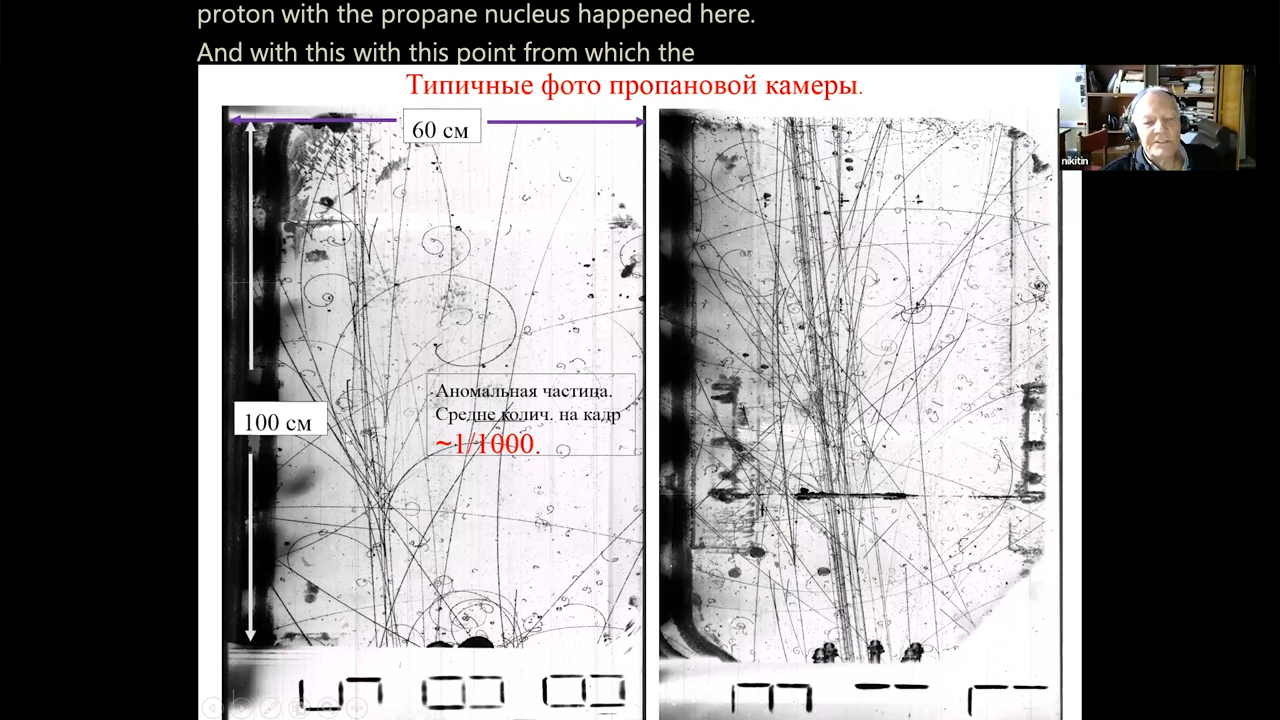 proton with the propane nucleus happened here.
And with this with this point from which the
Типичные фото пропановой камеры.
60 см
nikitin
Аномальная частица.
Средне колич. на кадр
~1/1000.
100 см